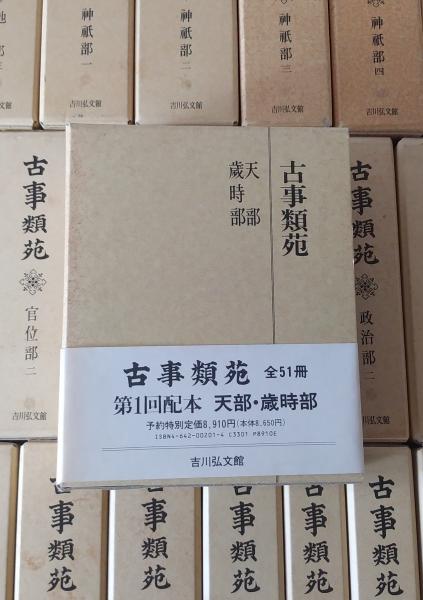 神祇部一
吉川弘文館
神祇部二
吉川弘文館
神祇部三
吉川弘文館
神祇部四
吉川弘文館
古事類苑
官位部二
古事類苑
天部
歳時部
古事類苑
政治部二
古事類苑 全51冊
第1回配本 天部・歳時部
予約特別定価8,910円(本体8,650円)
ISBN4-642-00201-4 C3301 P8910E
吉川弘文館
古事類苑
古事類苑
古事類苑
古事類苑
古事類苑